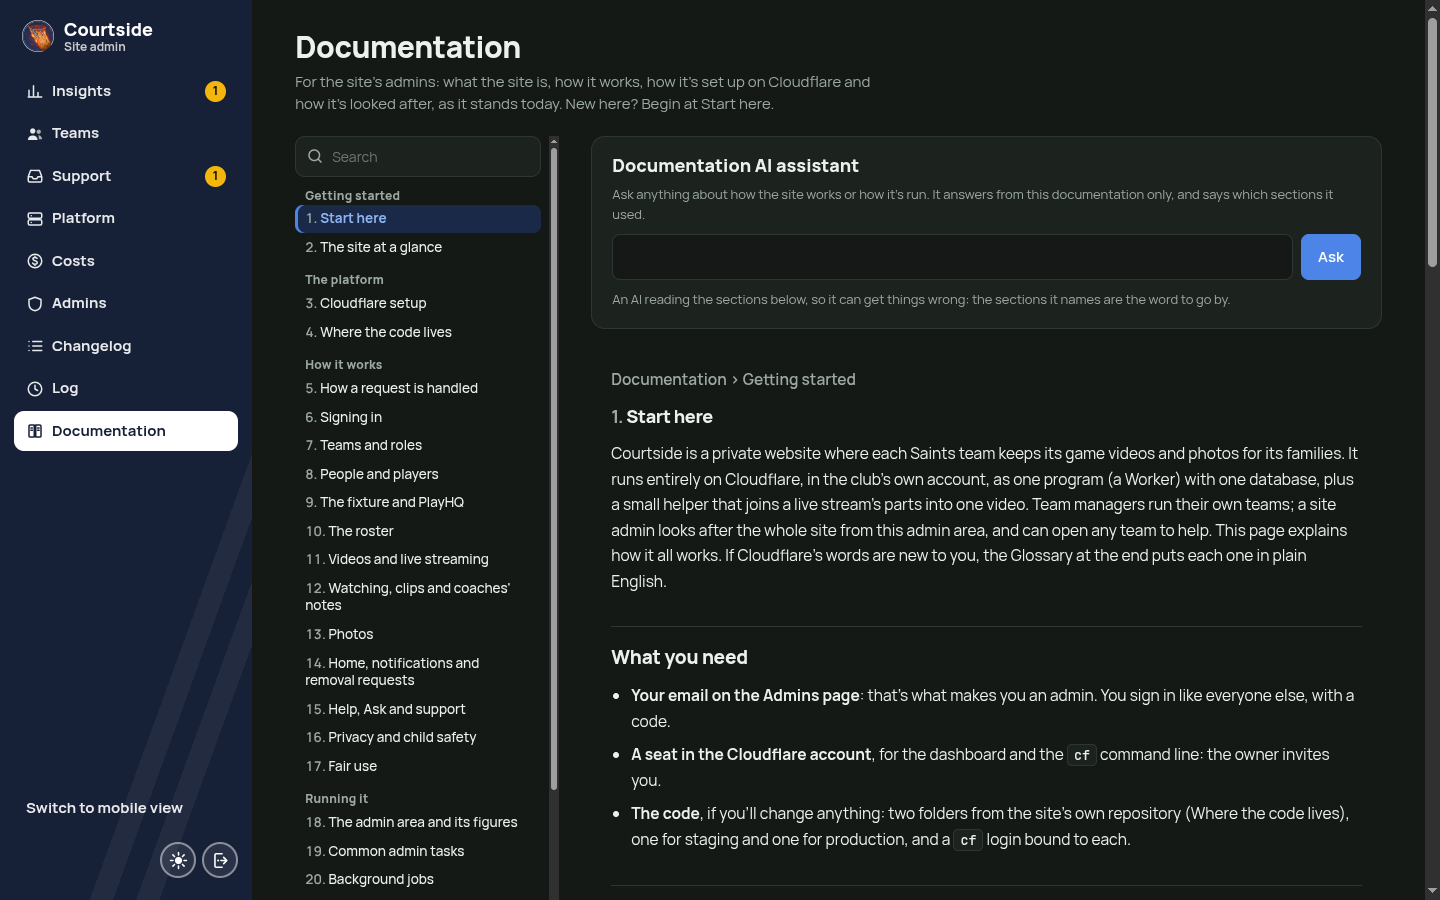 Courtside
Site admin
Insights
1
Teams
Support
1
Platform
Costs
Admins
Changelog
Log
Documentation
Switch to mobile view
Documentation
For the site's admins: what the site is, how it works, how it's set up on Cloudflare and
how it's looked after, as it stands today. New here? Begin at Start here.
Search
Getting started
1. Start here
2. The site at a glance
The platform
3. Cloudflare setup
4. Where the code lives
How it works
5. How a request is handled
6. Signing in
7. Teams and roles
8. People and players
9. The fixture and PlayHQ
10. The roster
11. Videos and live streaming
12. Watching, clips and coaches'
notes
13. Photos
14. Home, notifications and
removal requests
15. Help, Ask and support
16. Privacy and child safety
17. Fair use
Running it
18. The admin area and its figures
19. Common admin tasks
20. Background jobs
Documentation AI assistant
Ask anything about how the site works or how it's run. It answers from this documentation only, and says which sections it
used.
Ask
An AI reading the sections below, so it can get things wrong: the sections it names are the word to go by.
Documentation › Getting started
1. Start here
Courtside is a private website where each Saints team keeps its game videos and photos for its families. It
runs entirely on Cloudflare, in the club's own account, as one program (a Worker) with one database, plus
a small helper that joins a live stream's parts into one video. Team managers run their own teams; a site
admin looks after the whole site from this admin area, and can open any team to help. This page explains
how it all works. If Cloudflare's words are new to you, the Glossary at the end puts each one in plain
English.
What you need
• Your email on the Admins page: that's what makes you an admin. You sign in like everyone else, with a
code.
• A seat in the Cloudflare account, for the dashboard and the cf command line: the owner invites
you.
• The code, if you'll change anything: two folders from the site's own repository (Where the code lives),
one for staging and one for production, and a cf login bound to each.